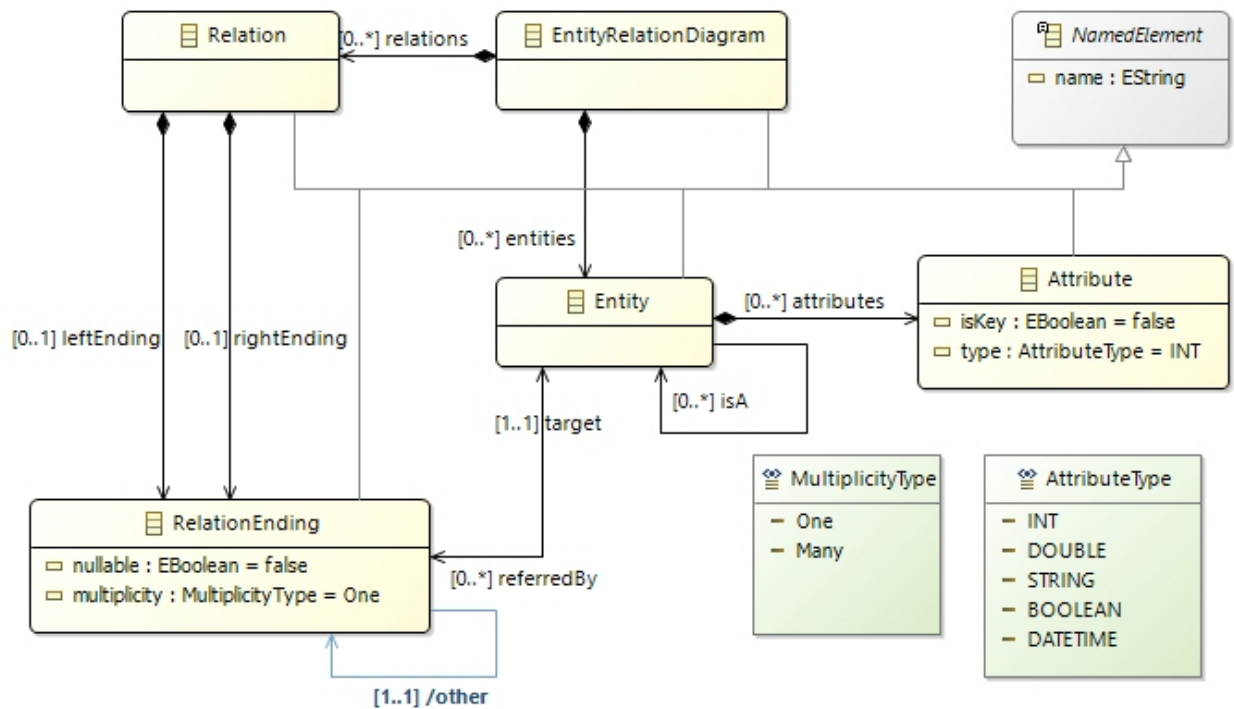 Relation
[0..*] relations
EntityRelationDiagram
NamedElement
name : EString
[0..*] entities
Entity
[0..*] attributes
Attribute
isKey : EBoolean = false
type : AttributeType = INT
[0..1] leftEnding
[0..1] rightEnding
[0..*] isA
[1..1] target
MultiplicityType
One
Many
AttributeType
INT
DOUBLE
STRING
BOOLEAN
DATETIME
RelationEnding
nullable : EBoolean = false
multiplicity : MultiplicityType = One
[0..*] referredBy
[1..1] /other